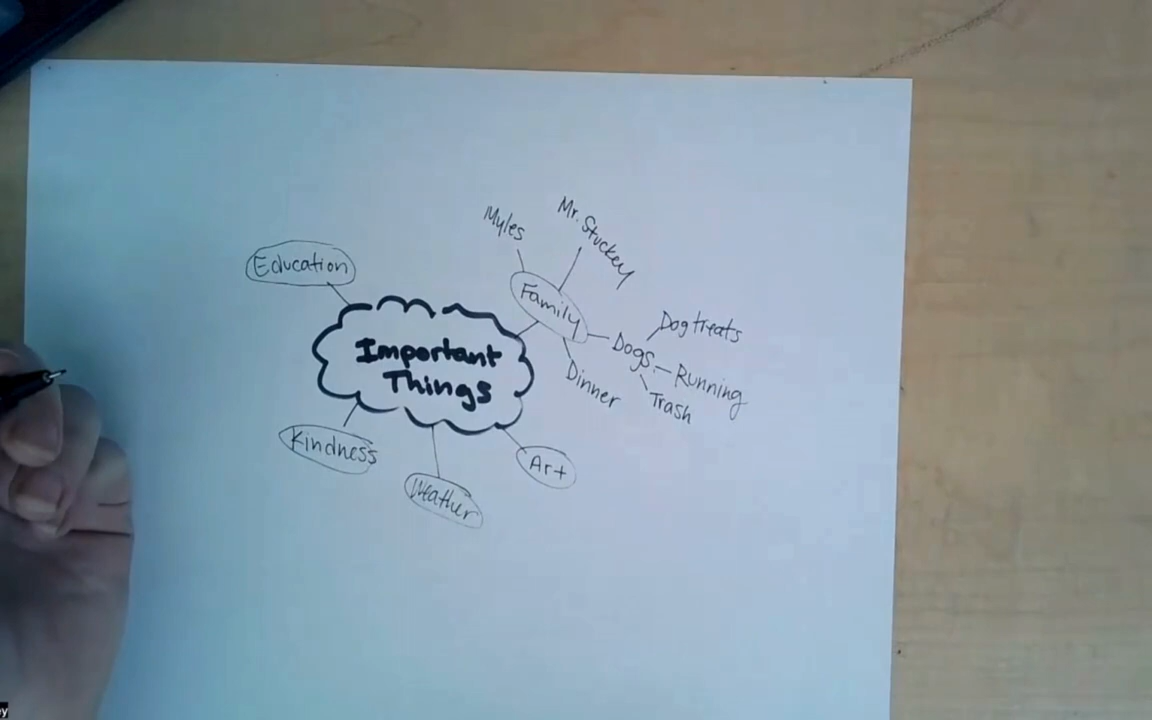 Myles
Mr. Stuckey
Education
Family
Dog treats
Dogs
Important
Things
Running
Dinner
Trash
Kindness
Art
Weather